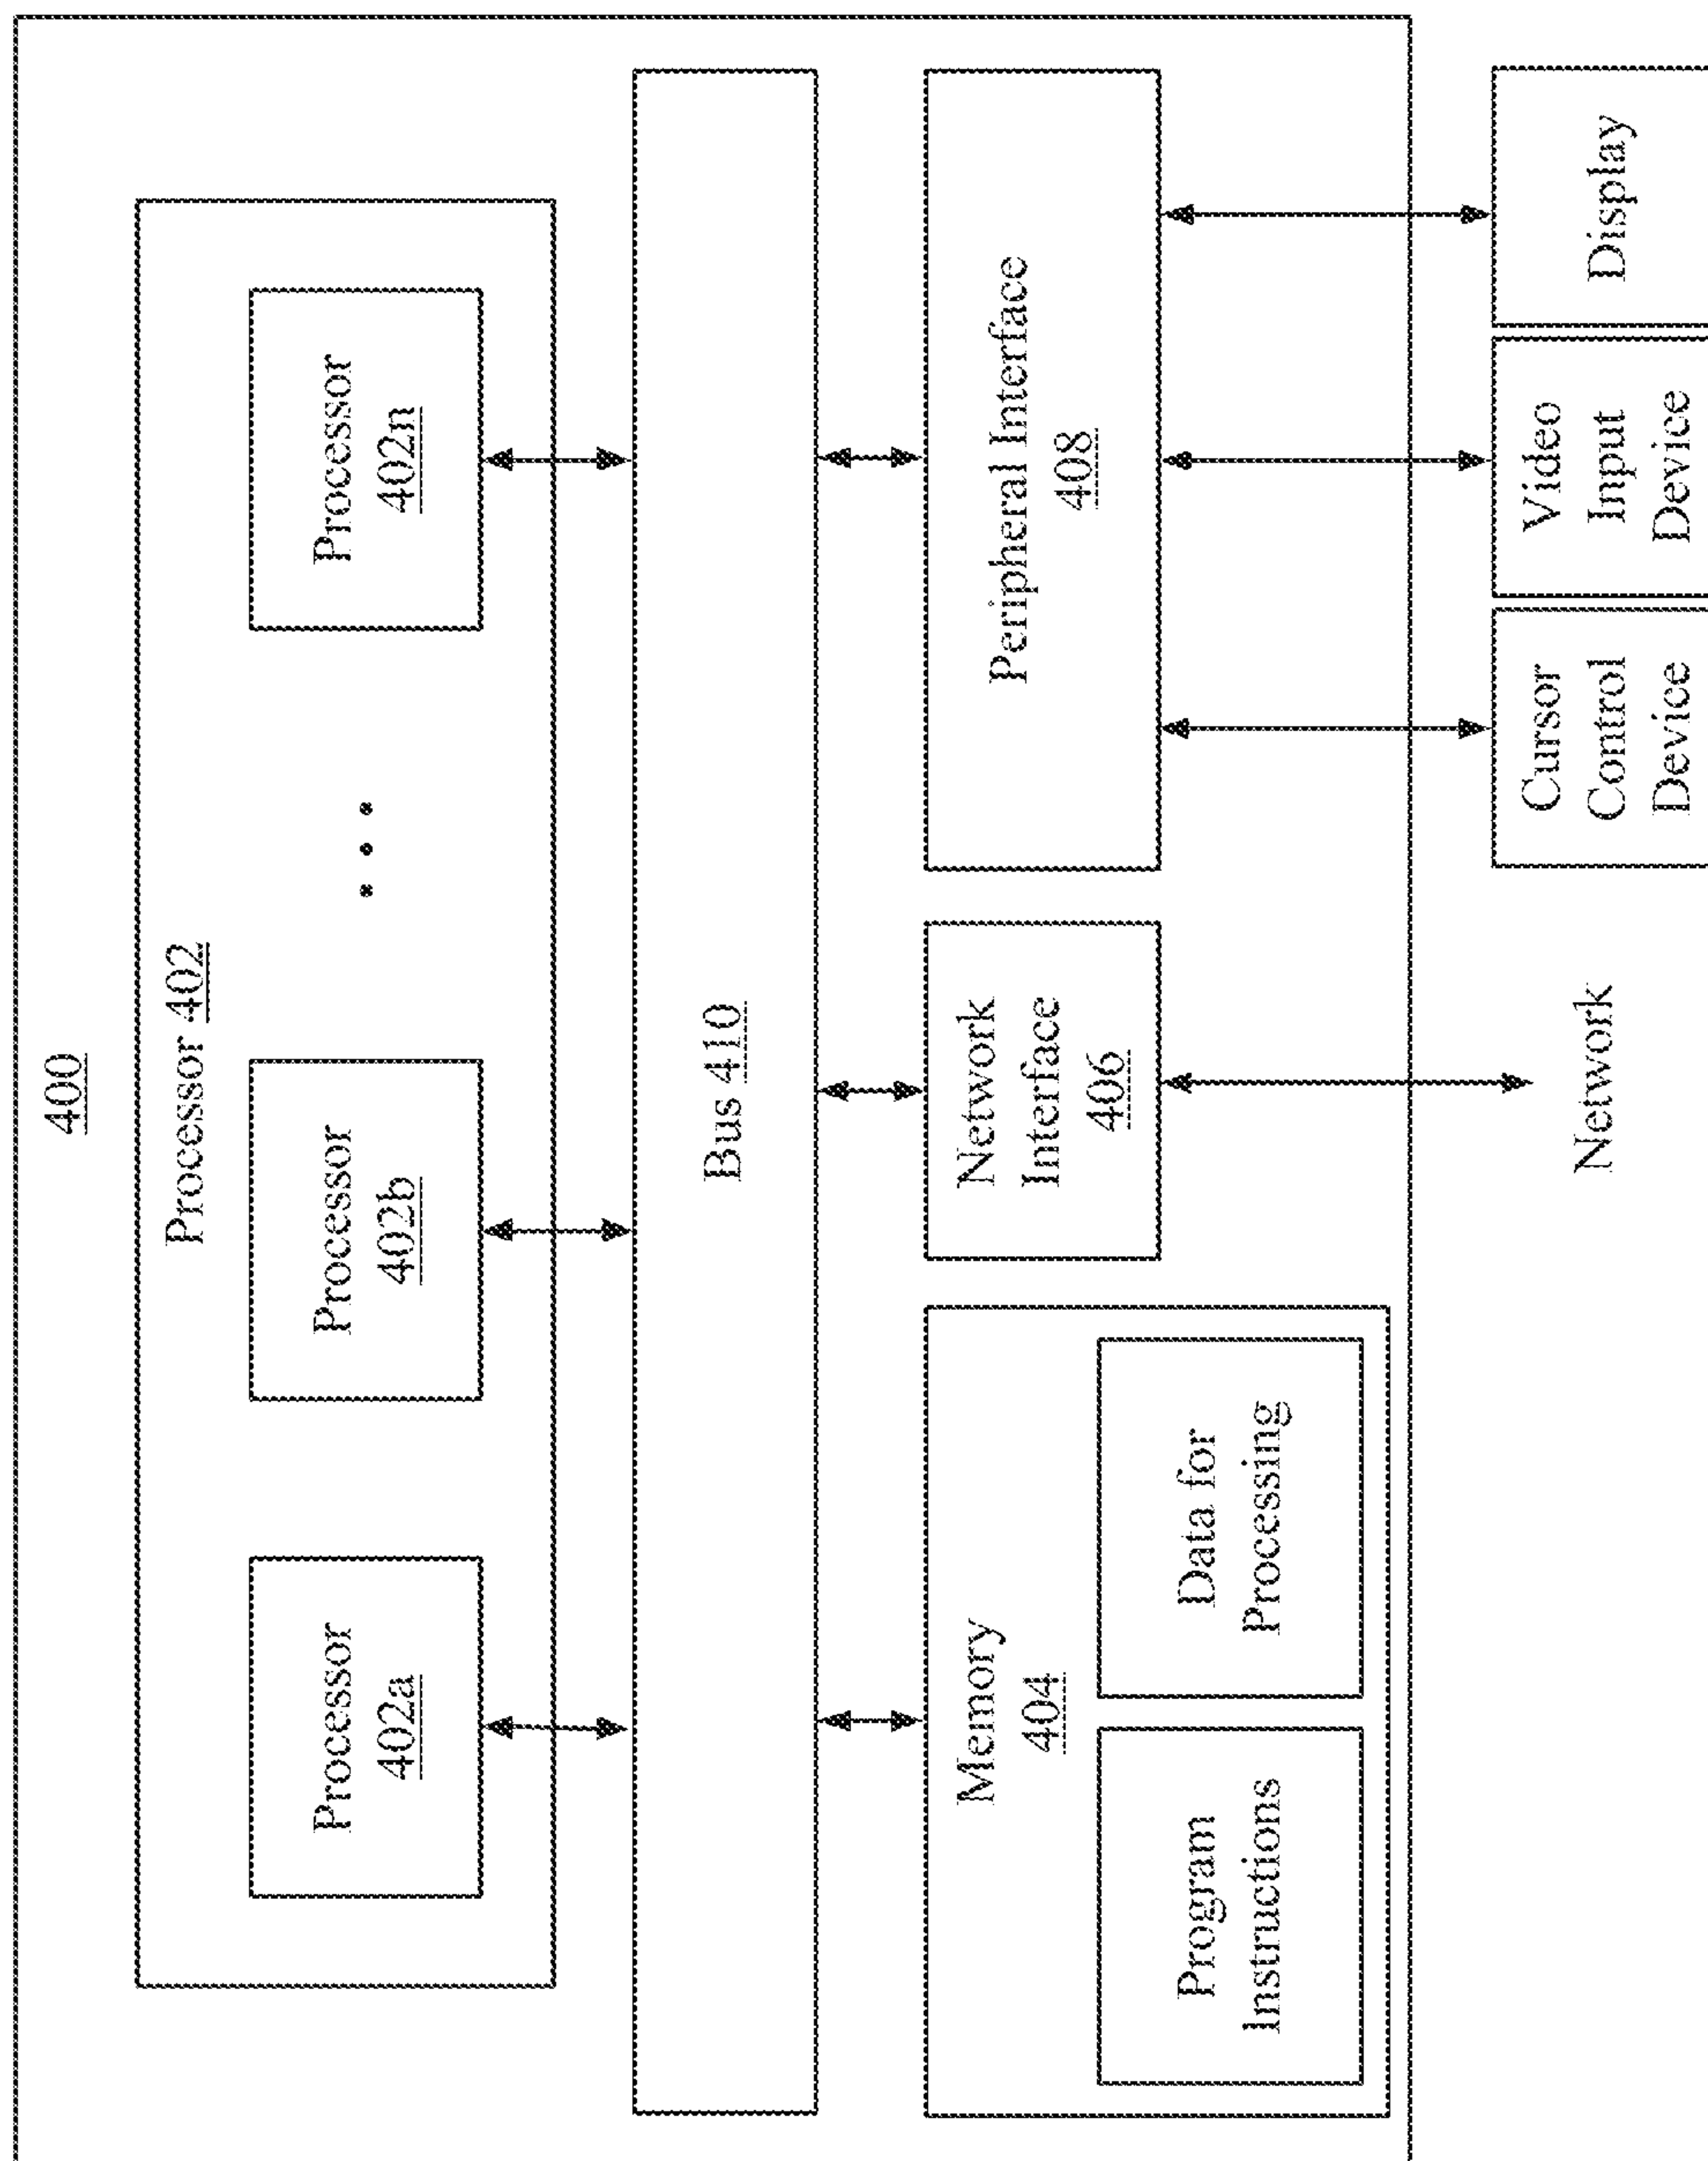 400
Processor 402
Processor
402a
Processor
402b
Processor
402n
Bus 410
Memory
404
Program
Instructions
Data for
Processing
Network
Interface
406
Peripheral Interface
408
Network
Cursor
Control
Device
Video
Input
Device
Display